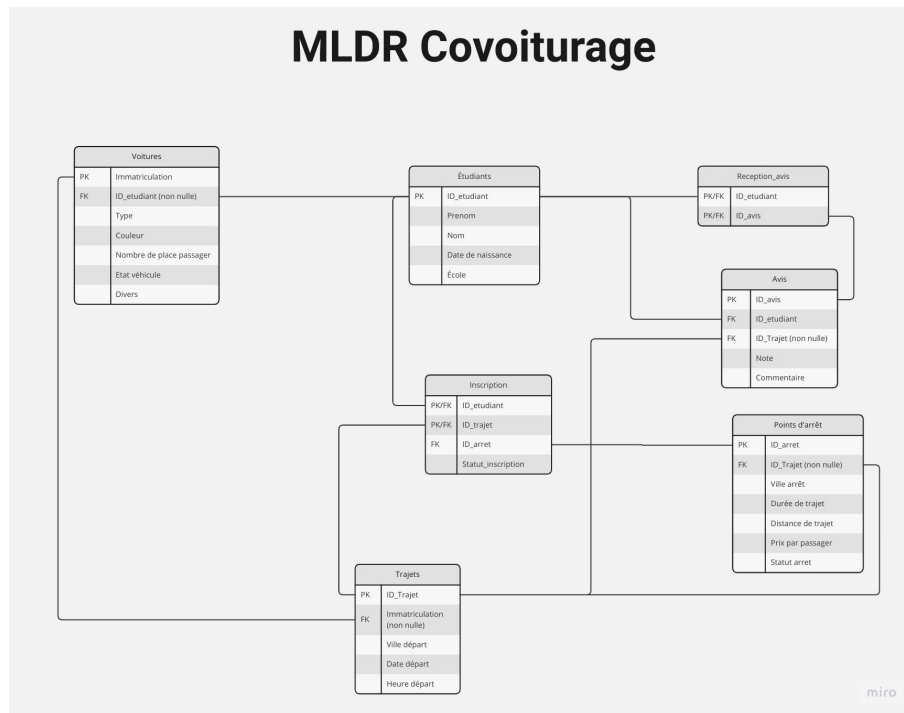 MLDR Covoiturage
Voitures
PK Immatriculation
FK ID_etudiant (non nulle)
Type
Couleur
Nombre de place passager
Etat véhicule
Divers
Étudiants
PK ID_etudiant
Prenom
Nom
Date de naissance
École
Reception_avis
PK/FK ID_etudiant
PK/FK ID_avis
Avis
PK ID_avis
FK ID_etudiant
FK ID_Trajet (non nulle)
Note
Commentaire
Inscription
PK/FK ID_etudiant
PK/FK ID_trajet
FK ID_arret
Statut_inscription
Points d'arrêt
PK ID_arret
FK ID_Trajet (non nulle)
Ville arrêt
Durée de trajet
Distance de trajet
Prix par passager
Statut arret
Trajets
PK ID_Trajet
FK Immatriculation
(non nulle)
Ville départ
Date départ
Heure départ
miro